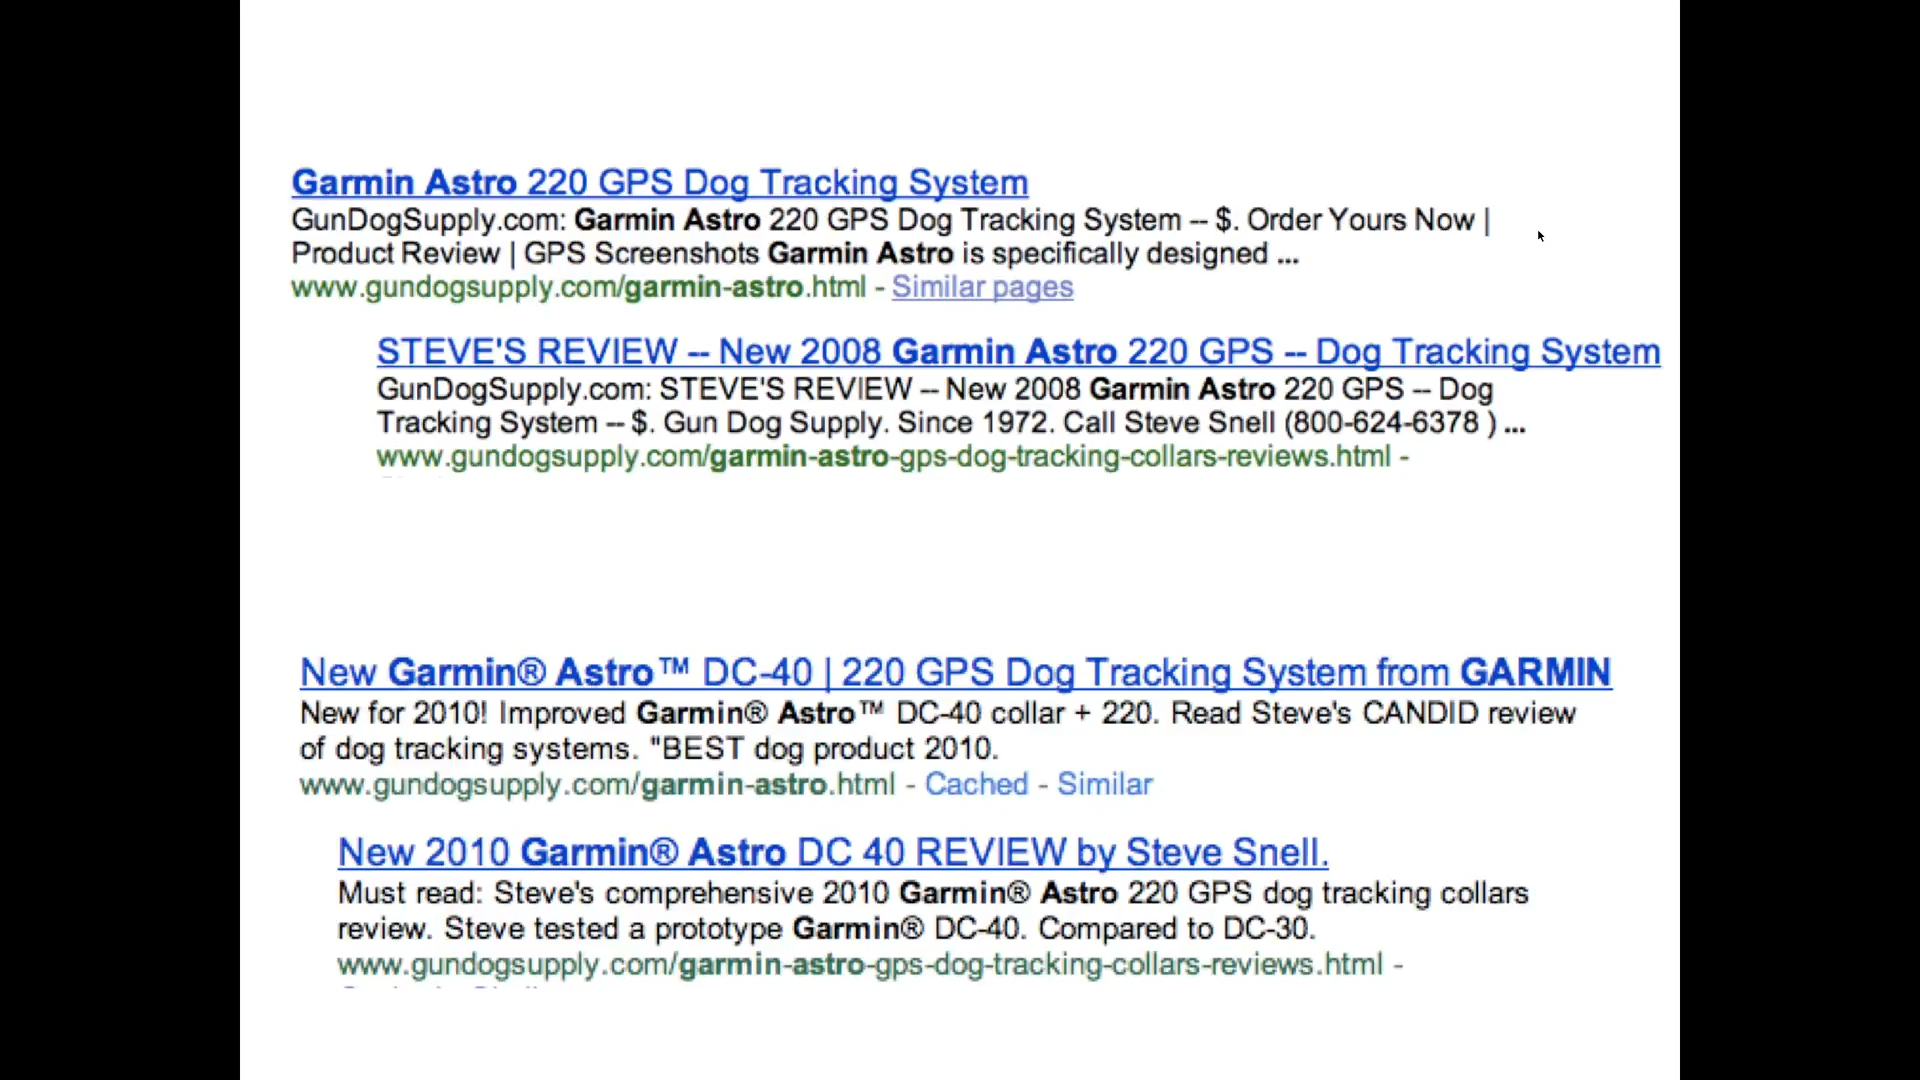 Garmin Astro 220 GPS Dog Tracking System
GunDogSupply.com: Garmin Astro 220 GPS Dog Tracking System -- $. Order Yours Now |
Product Review | GPS Screenshots Garmin Astro is specifically designed ...
www.gundogsupply.com/garmin-astro.html - Similar pages
STEVE'S REVIEW -- New 2008 Garmin Astro 220 GPS -- Dog Tracking System
GunDogSupply.com: STEVE'S REVIEW -- New 2008 Garmin Astro 220 GPS -- Dog
Tracking System -- $. Gun Dog Supply. Since 1972. Call Steve Snell (800-624-6378 ) ...
www.gundogsupply.com/garmin-astro-gps-dog-tracking-collars-reviews.html -
New Garmin® Astro™ DC-40 | 220 GPS Dog Tracking System from GARMIN
New for 2010! Improved Garmin® Astro™ DC-40 collar + 220. Read Steve's CANDID review
of dog tracking systems. "BEST dog product 2010.
www.gundogsupply.com/garmin-astro.html - Cached - Similar
New 2010 Garmin® Astro DC 40 REVIEW by Steve Snell.
Must read: Steve's comprehensive 2010 Garmin® Astro 220 GPS dog tracking collars
review. Steve tested a prototype Garmin® DC-40. Compared to DC-30.
www.gundogsupply.com/garmin-astro-gps-dog-tracking-collars-reviews.html -